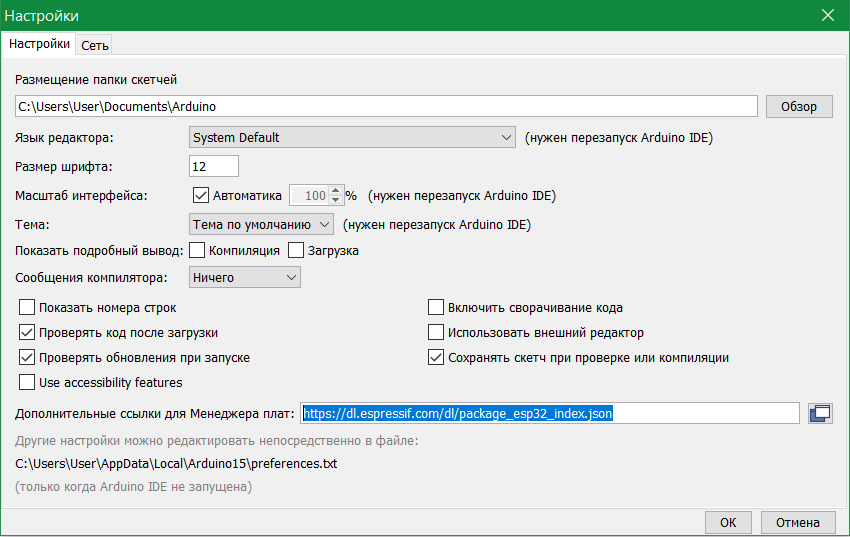 Настройки
Настройки Сеть
Размещение папки скетчей
C:\Users\User\Documents\Arduino Обзор
Язык редактора: System Default (нужен перезапуск Arduino IDE)
Размер шрифта: 12
Масштаб интерфейса: Автоматика 100 % (нужен перезапуск Arduino IDE)
Тема: Тема по умолчанию (нужен перезапуск Arduino IDE)
Показать подробный вывод: Компиляция Загрузка
Сообщения компилятора: Ничего
Показать номера строк Включить сворачивание кода
Проверять код после загрузки Использовать внешний редактор
Проверять обновления при запуске Сохранять скетч при проверке или компиляции
Use accessibility features
Дополнительные ссылки для Менеджера плат: https://dl.espressif.com/dl/package_esp32_index.json
Другие настройки можно редактировать непосредственно в файле:
C:\Users\User\AppData\Local\Arduino15\preferences.txt
(только когда Arduino IDE не запущена)
OK Отмена